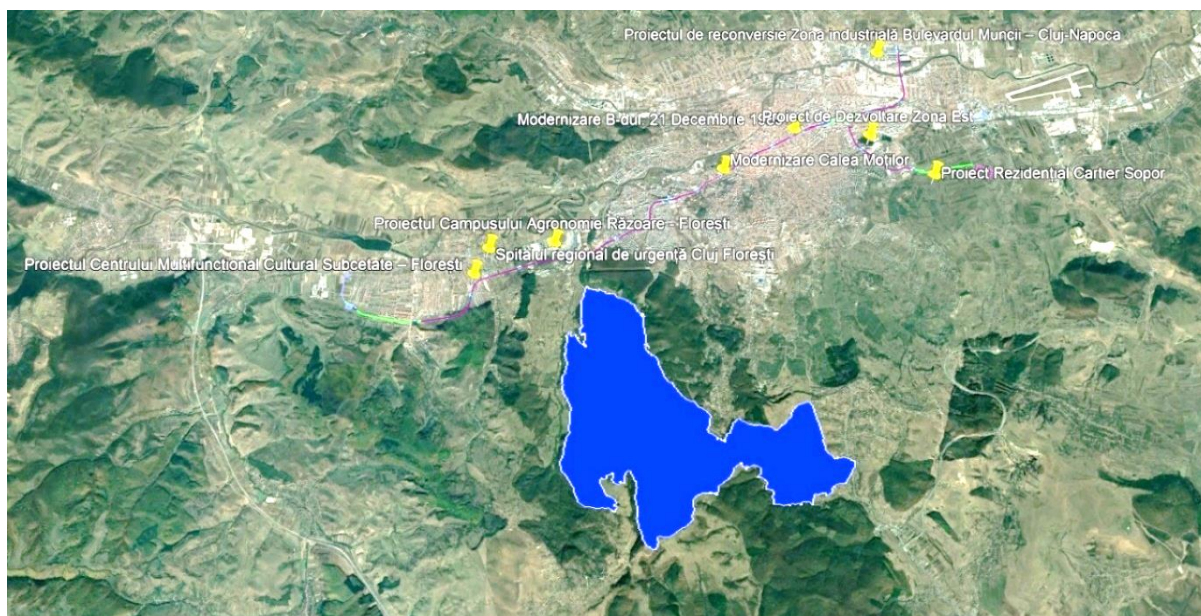 Proiectul de reconversie Zona industrială Bulevardul Muncii – Cluj-Napoca
Modernizare B-dul. 21 Decembrie
Proiect de Dezvoltare Zona Est
Modernizare Calea Moților
Proiect Rezidențial Cartier Sopor
Proiectul Campusului Agronomie Răzoare - Florești
Spitalul regional de urgență Cluj Florești
Proiectul Centrului Multifuncțional Cultural Subcetate – Florești